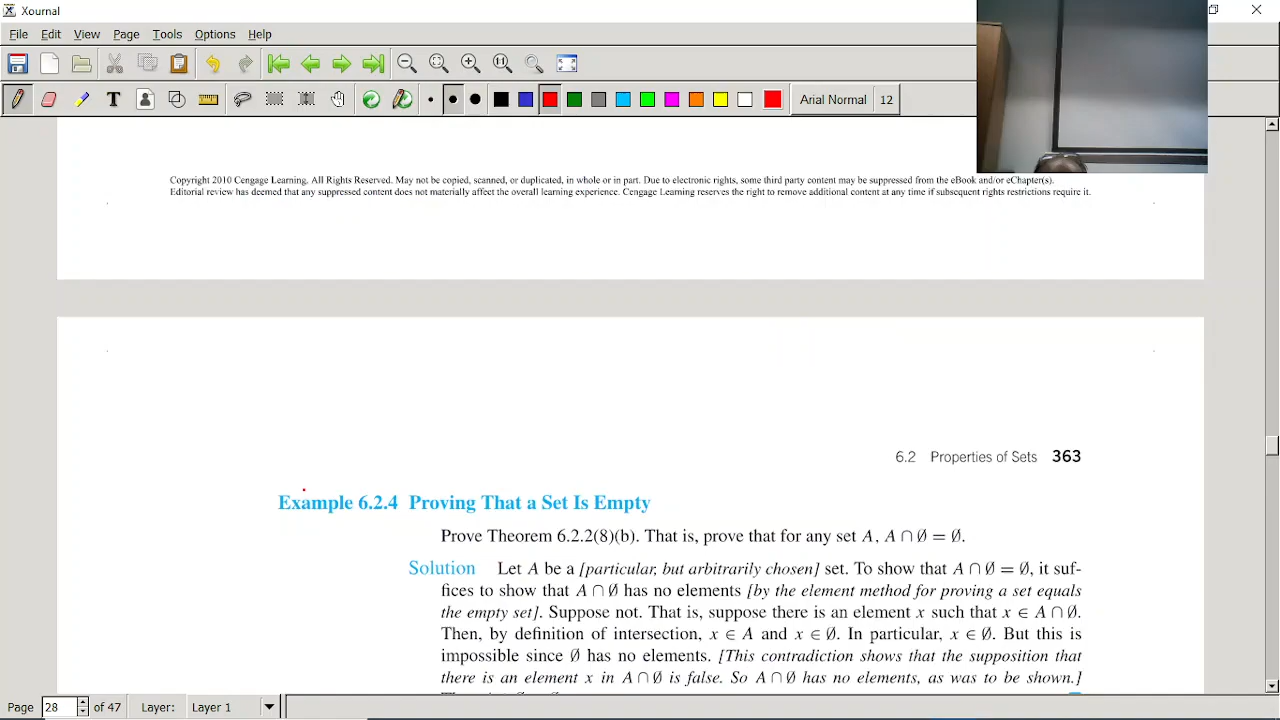 Xournal
File Edit View Page Tools Options Help
Arial Normal 12
Copyright 2010 Cengage Learning. All Rights Reserved. May not be copied, scanned, or duplicated, in whole or in part. Due to electronic rights, some third party content may be suppressed from the eBook and/or eChapter(s).
Editorial review has deemed that any suppressed content does not materially affect the overall learning experience. Cengage Learning reserves the right to remove additional content at any time if subsequent rights restrictions require it.
6.2 Properties of Sets 363
Example 6.2.4 Proving That a Set Is Empty
Prove Theorem 6.2.2(8)(b). That is, prove that for any set A, A ∩ ∅ = ∅.
Solution Let A be a [particular, but arbitrarily chosen] set. To show that A ∩ ∅ = ∅, it suf-
fices to show that A ∩ ∅ has no elements [by the element method for proving a set equals
the empty set]. Suppose not. That is, suppose there is an element x such that x ∈ A ∩ ∅.
Then, by definition of intersection, x ∈ A and x ∈ ∅. In particular, x ∈ ∅. But this is
impossible since ∅ has no elements. [This contradiction shows that the supposition that
there is an element x in A ∩ ∅ is false. So A ∩ ∅ has no elements, as was to be shown.]
Page 28 of 47 Layer: Layer 1